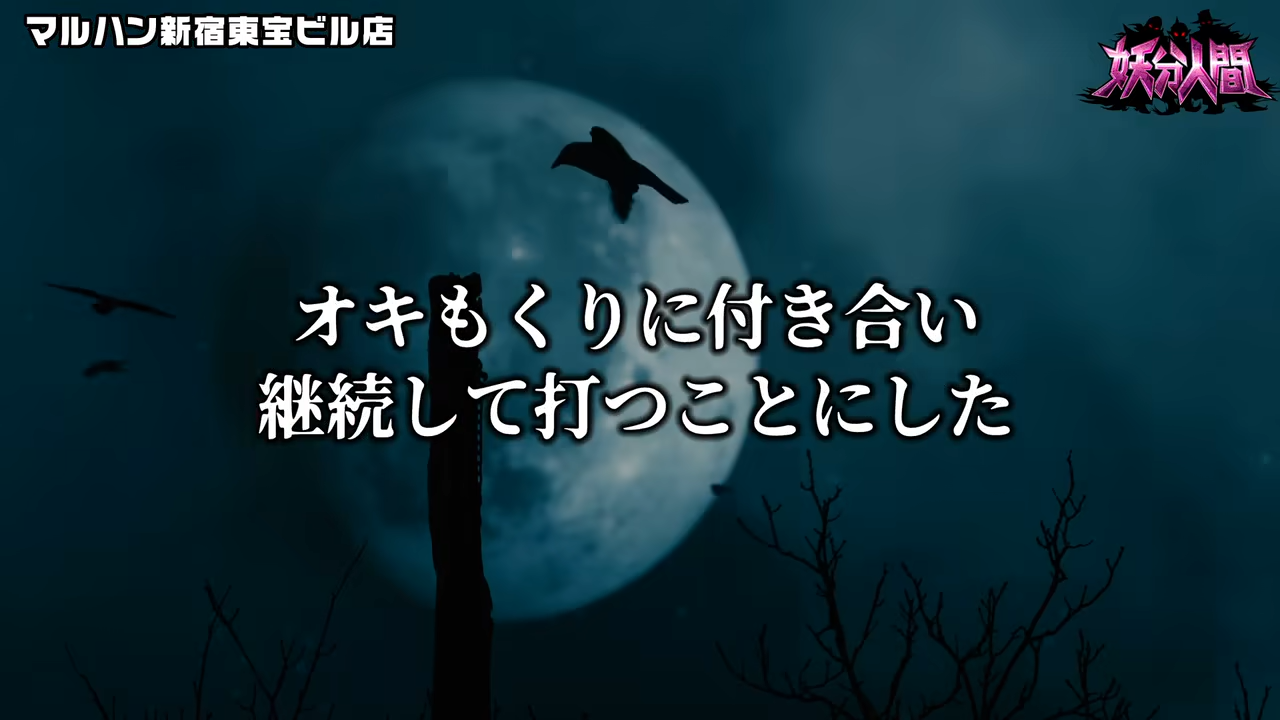 マルハン新宿東宝ビル店
妖分人間
オキもくりに付き合い
継続して打つことにした